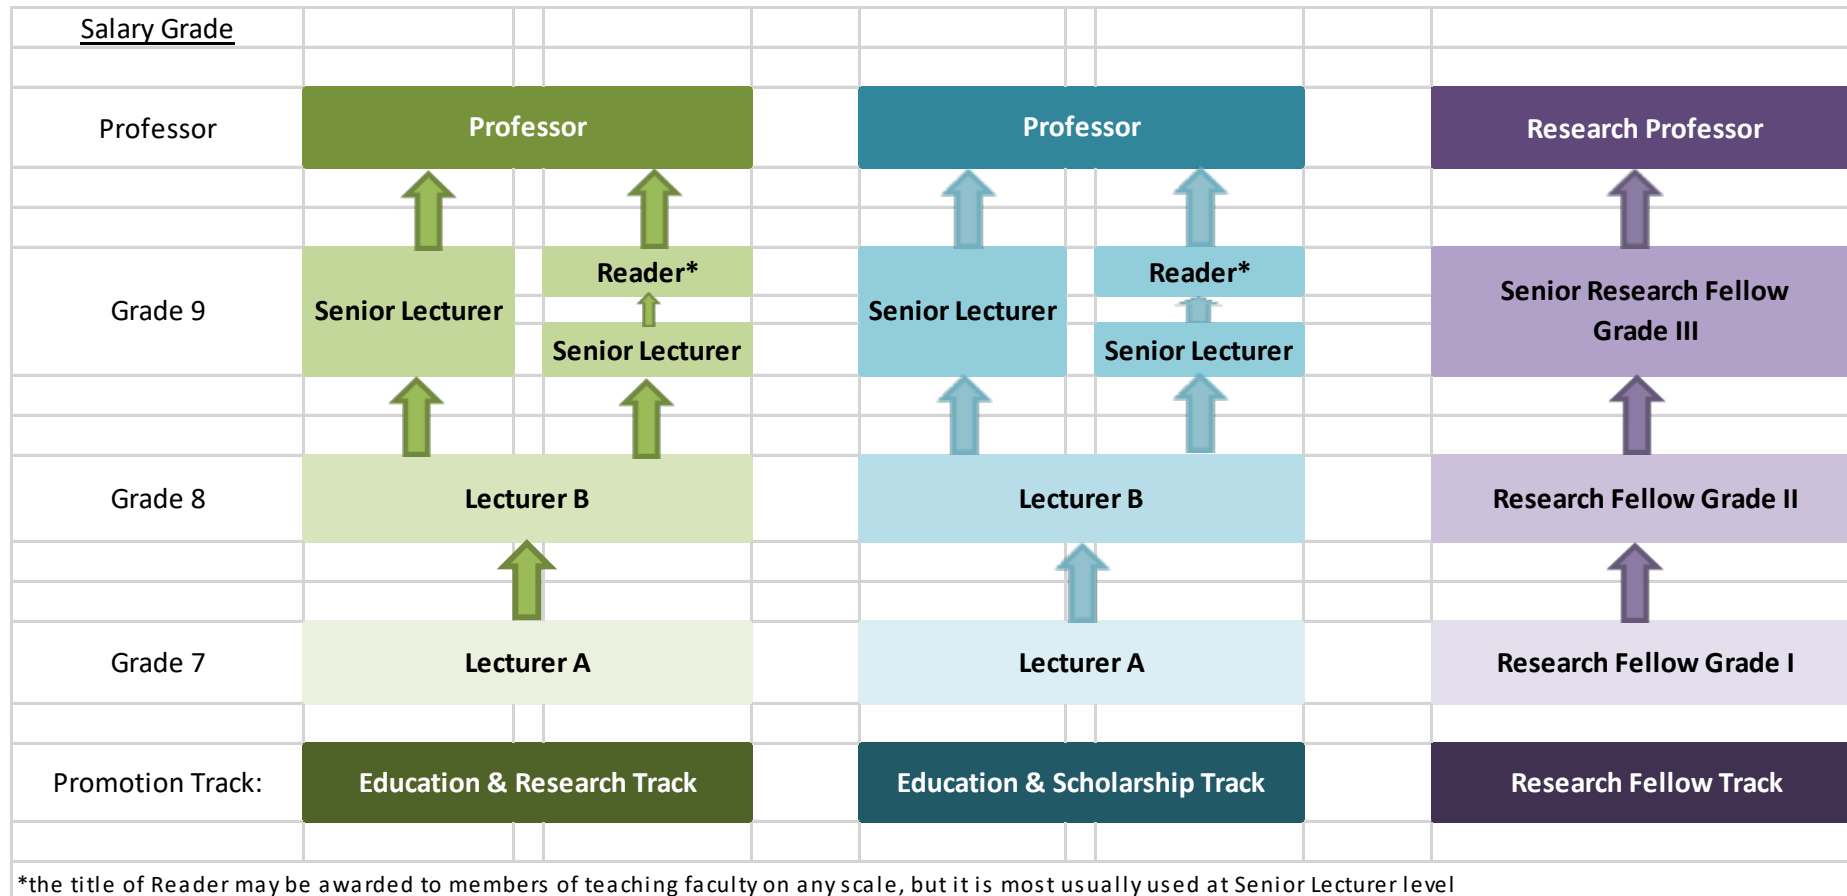 Salary Grade
Professor Professor Professor Research Professor
Reader* Reader*
Grade 9 Senior Lecturer Senior Lecturer Senior Research Fellow
Grade III
Senior Lecturer Senior Lecturer
Grade 8 Lecturer B Lecturer B Research Fellow Grade II
Grade 7 Lecturer A Lecturer A Research Fellow Grade I
Promotion Track: Education & Research Track Education & Scholarship Track Research Fellow Track
*the title of Reader may be awarded to members of teaching faculty on any scale, but it is most usually used at Senior Lecturer level